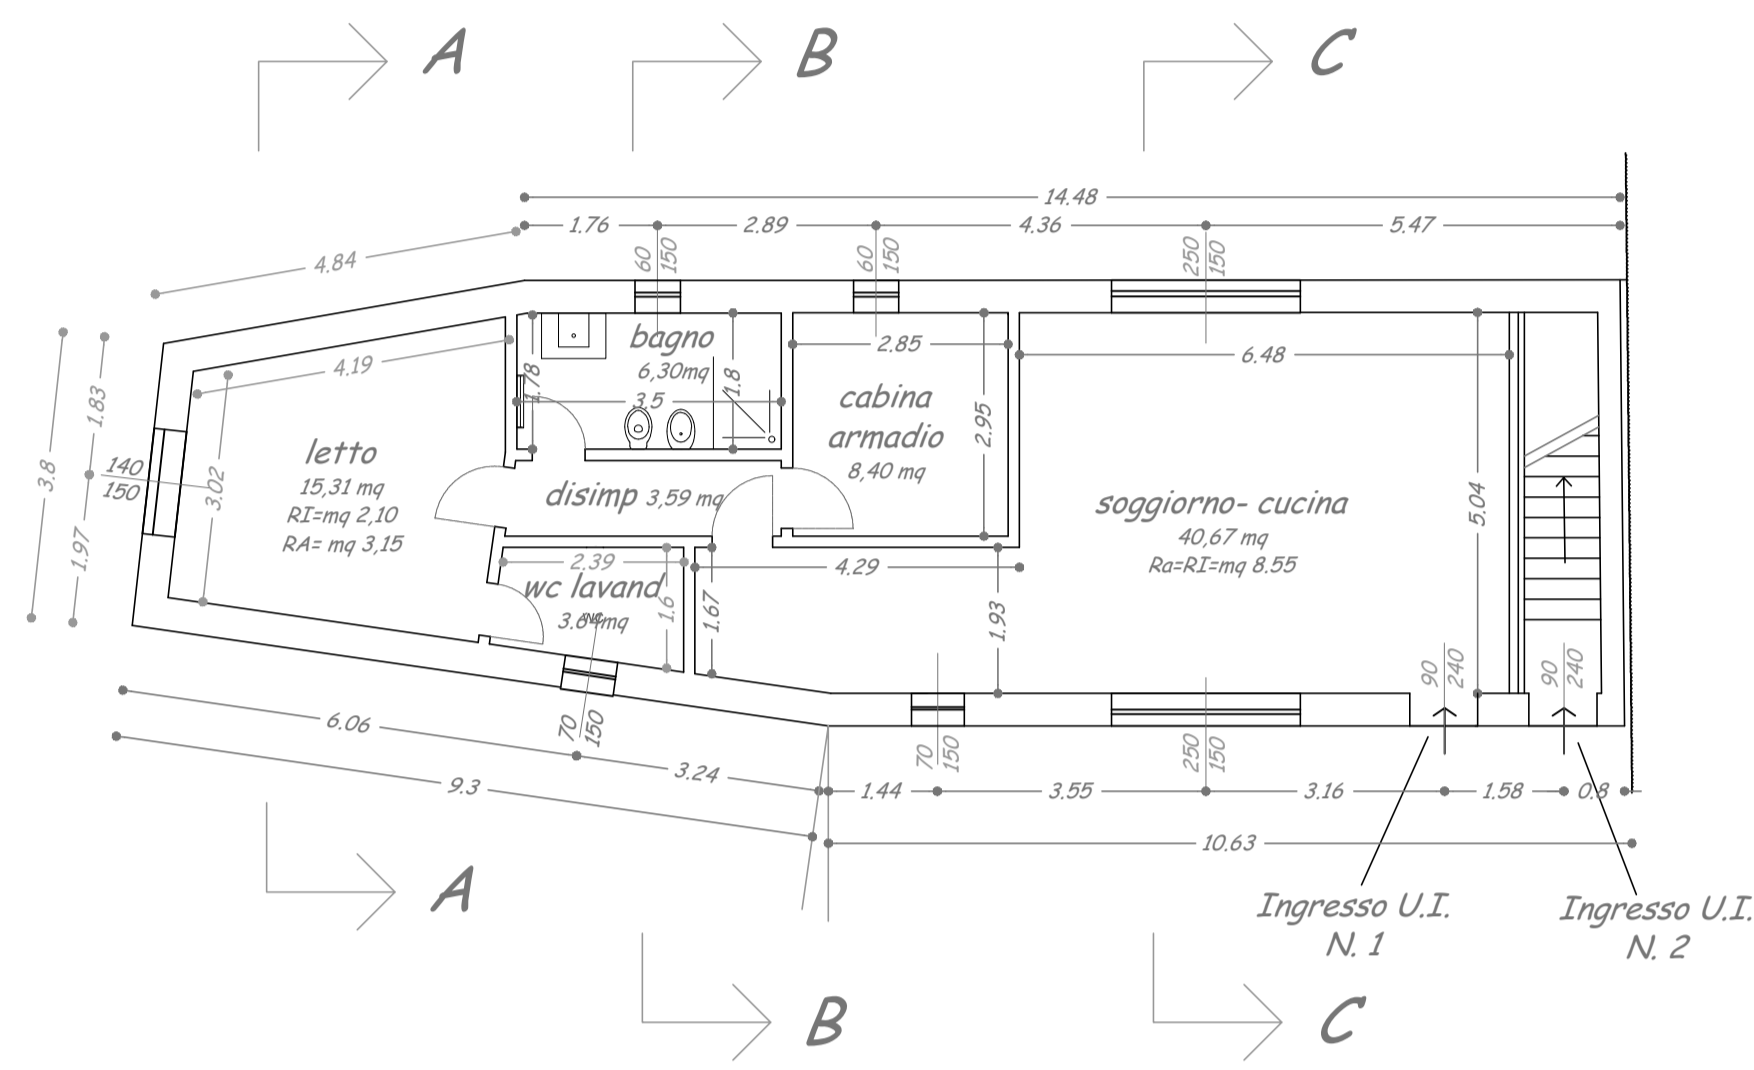 A
B
C
14.48
1.76
2.89
4.36
5.47
4.84
60
150
60
150
250
150
4.19
bagno
6,30mq
1.78
1.8
3.5
2.85
6.48
cabina
armadio
8,40 mq
2.95
3.8
1.83
1.97
140
150
3.02
letto
15,31 mq
RI=mq 2,10
RA= mq 3,15
disimp 3,59 mq
soggiorno- cucina
40,67 mq
Ra=RI=mq 8.55
5.04
2.39
wc lavand
1.6
1.67
4.29
1.93
90
240
90
240
6.06
70
150
3.24
9.3
70
150
250
150
1.44
3.55
3.16
1.58
0.8
10.63
Ingresso U.I.
N. 1
Ingresso U.I.
N. 2
A
B
C